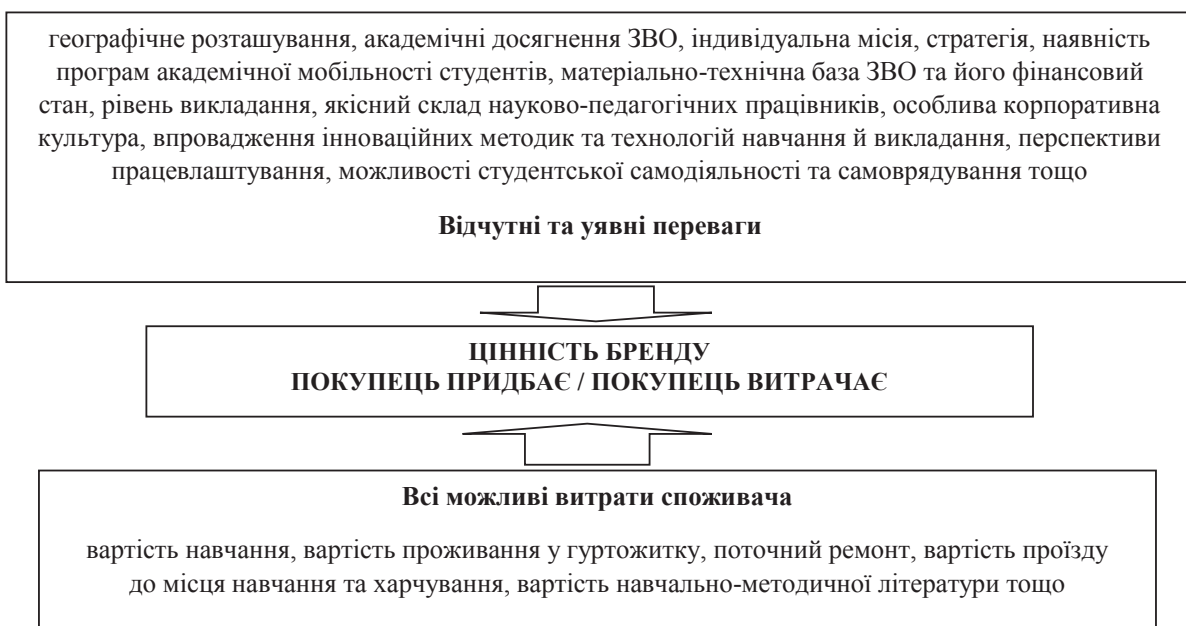 географічне розташування, академічні досягнення ЗВО, індивідуальна місія, стратегія, наявність
програм академічної мобільності студентів, матеріально-технічна база ЗВО та його фінансовий
стан, рівень викладання, якісний склад науково-педагогічних працівників, особлива корпоративна
культура, впровадження інноваційних методик та технологій навчання й викладання, перспективи
працевлаштування, можливості студентської самодіяльності та самоврядування тощо
Відчутні та уявні переваги
ЦІННІСТЬ БРЕНДУ
ПОКУПЕЦЬ ПРИДБАЄ / ПОКУПЕЦЬ ВИТРАЧАЄ
Всі можливі витрати споживача
вартість навчання, вартість проживання у гуртожитку, поточний ремонт, вартість проїзду
до місця навчання та харчування, вартість навчально-методичної літератури тощо